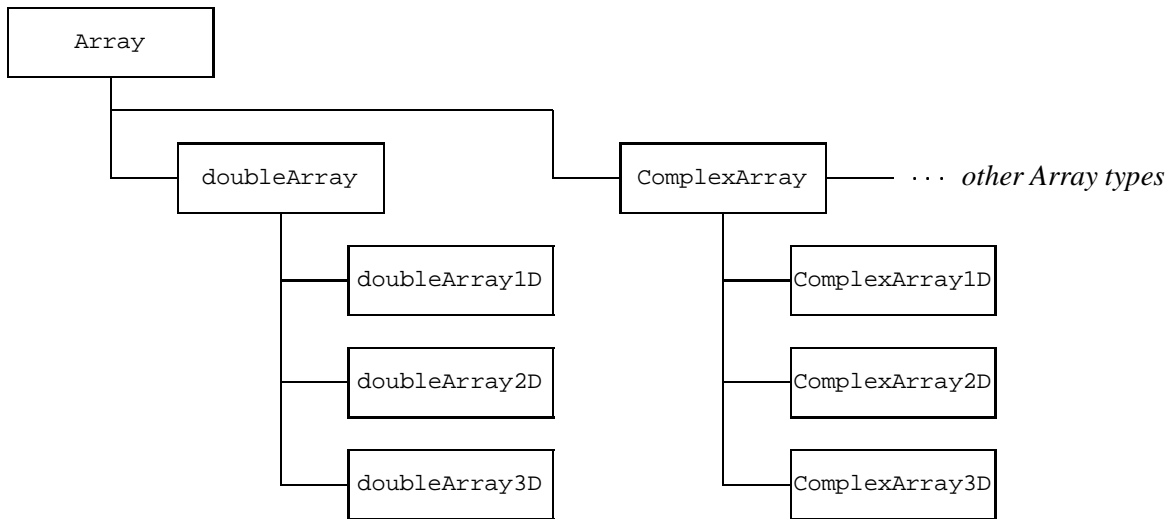 Array
doubleArray
ComplexArray
··· other Array types
doubleArray1D
ComplexArray1D
doubleArray2D
ComplexArray2D
doubleArray3D
ComplexArray3D